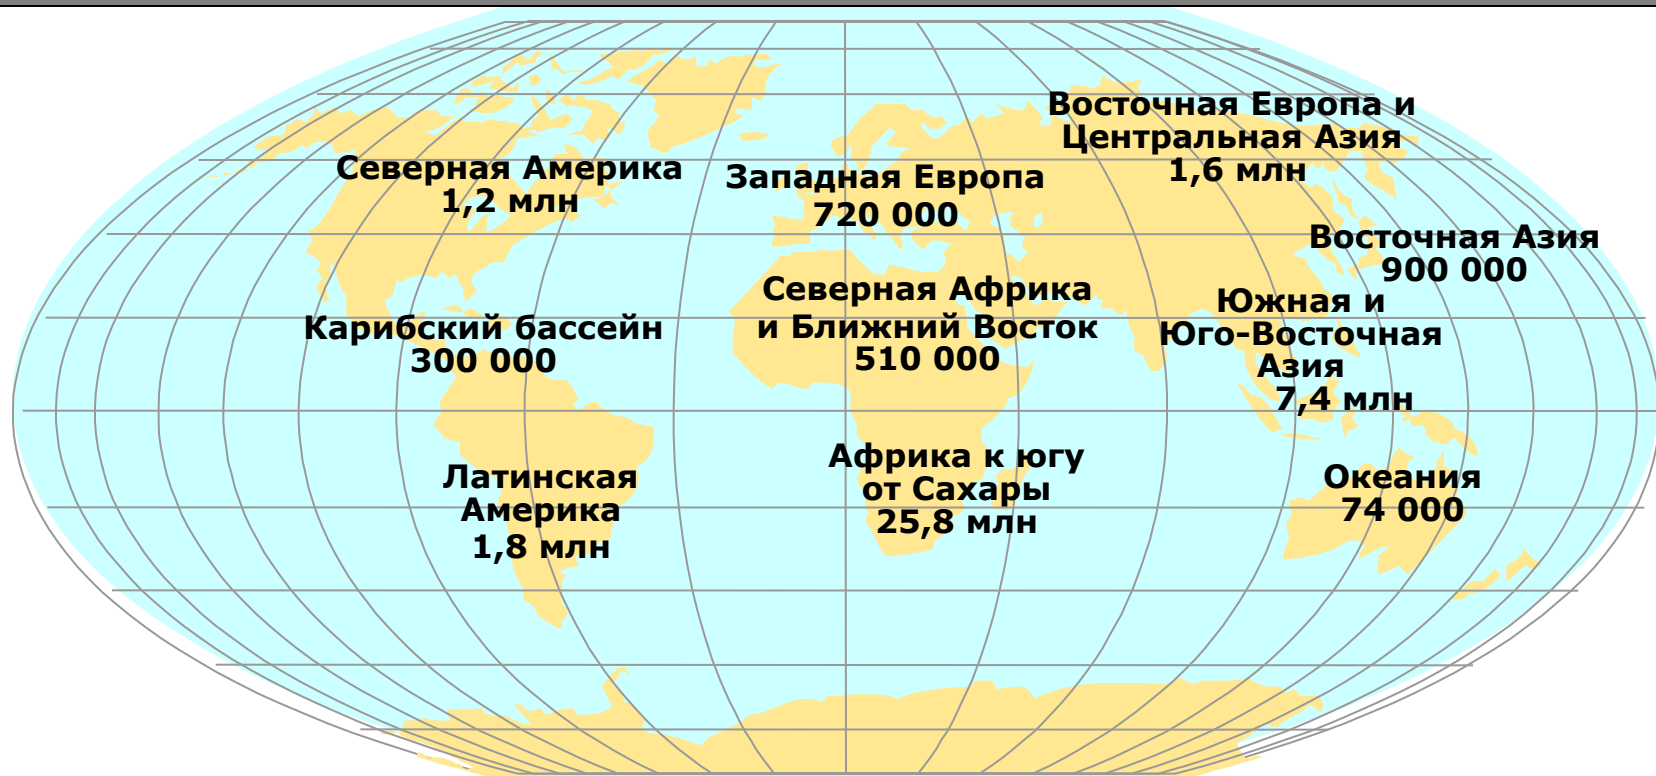 Восточная Европа и
Центральная Азия
1,6 млн
Северная Америка
1,2 млн
Западная Европа
720 000
Восточная Азия
900 000
Северная Африка
и Ближний Восток
510 000
Южная и
Юго-Восточная
Азия
7,4 млн
Карибский бассейн
300 000
Латинская
Америка
1,8 млн
Африка к югу
от Сахары
25,8 млн
Океания
74 000